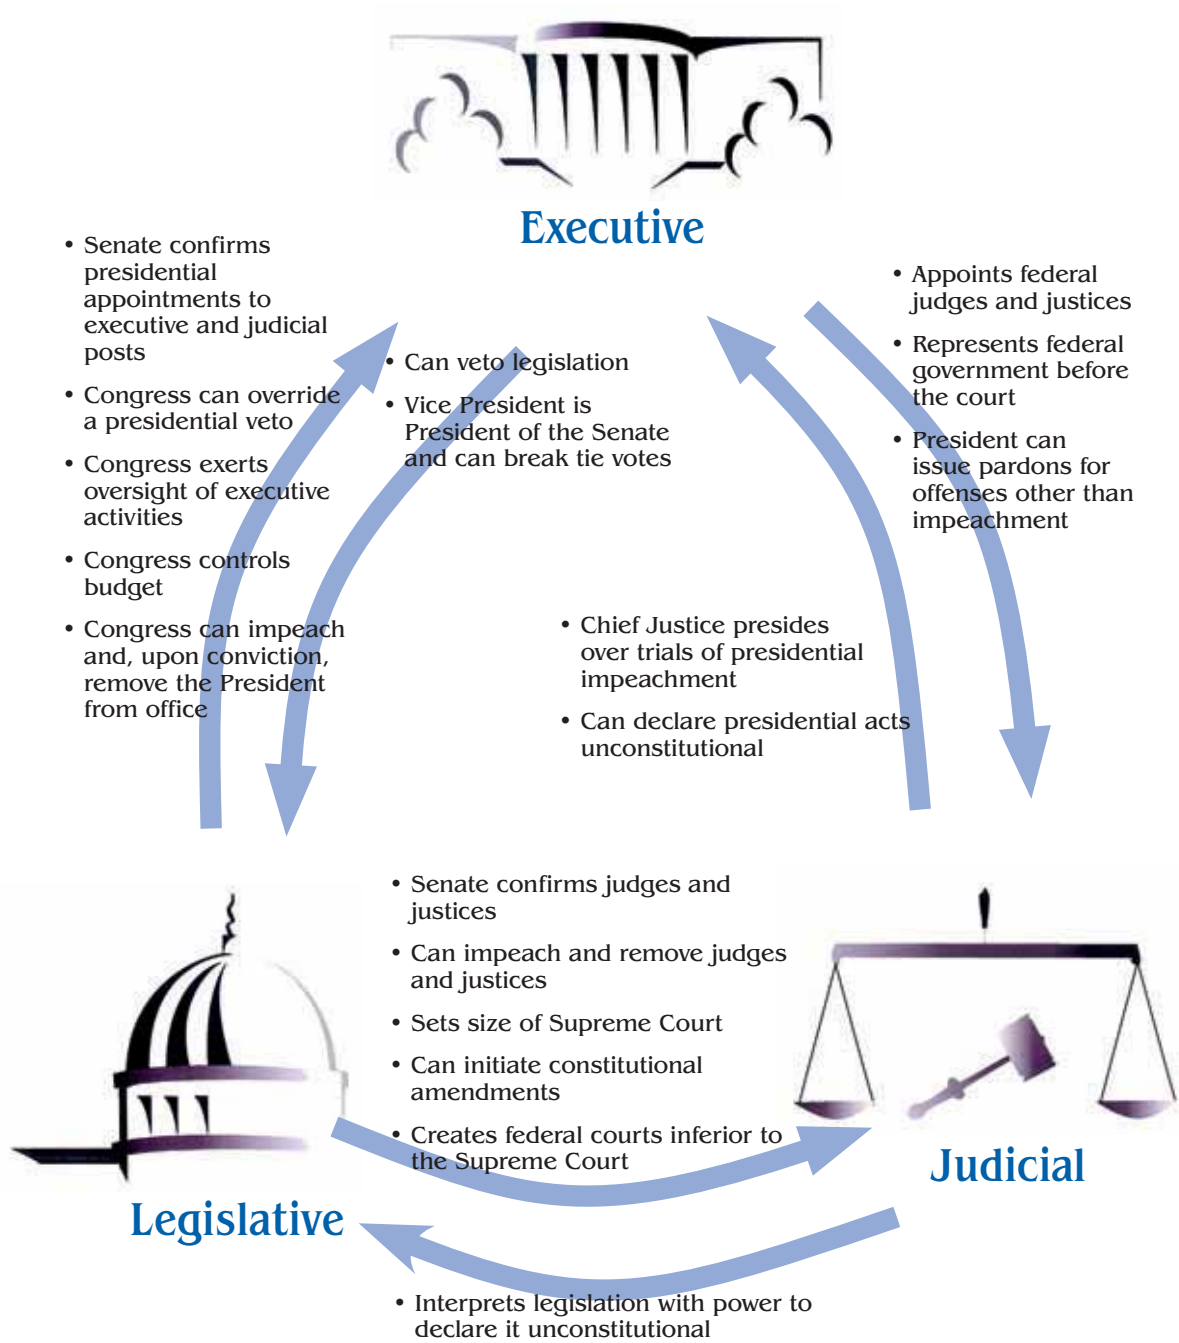 Executive
• Senate confirms
presidential
appointments to
executive and judicial
posts
• Congress can override
a presidential veto
• Congress exerts
oversight of executive
activities
• Congress controls
budget
• Congress can impeach
and, upon conviction,
remove the President
from office
• Can veto legislation
• Vice President is
President of the Senate
and can break tie votes
• Appoints federal
judges and justices
• Represents federal
government before
the court
• President can
issue pardons for
offenses other than
impeachment
• Chief Justice presides
over trials of presidential
impeachment
• Can declare presidential acts
unconstitutional
• Senate confirms judges and
justices
• Can impeach and remove judges
and justices
• Sets size of Supreme Court
• Can initiate constitutional
amendments
• Creates federal courts inferior to
the Supreme Court
Judicial
Legislative
• Interprets legislation with power to
declare it unconstitutional